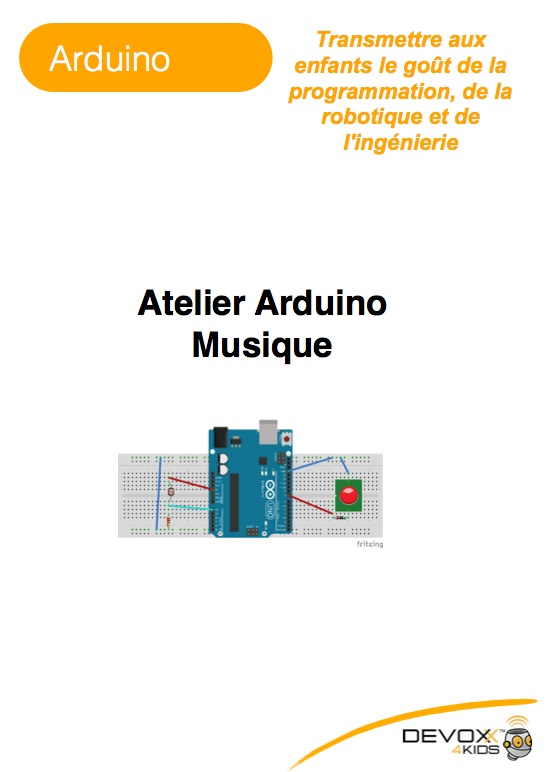 Arduino
Transmettre aux
enfants le goût de la
programmation, de la
robotique et de
l'ingénierie
Atelier Arduino
Musique
fritzing
DEVOXX™
4KIDS